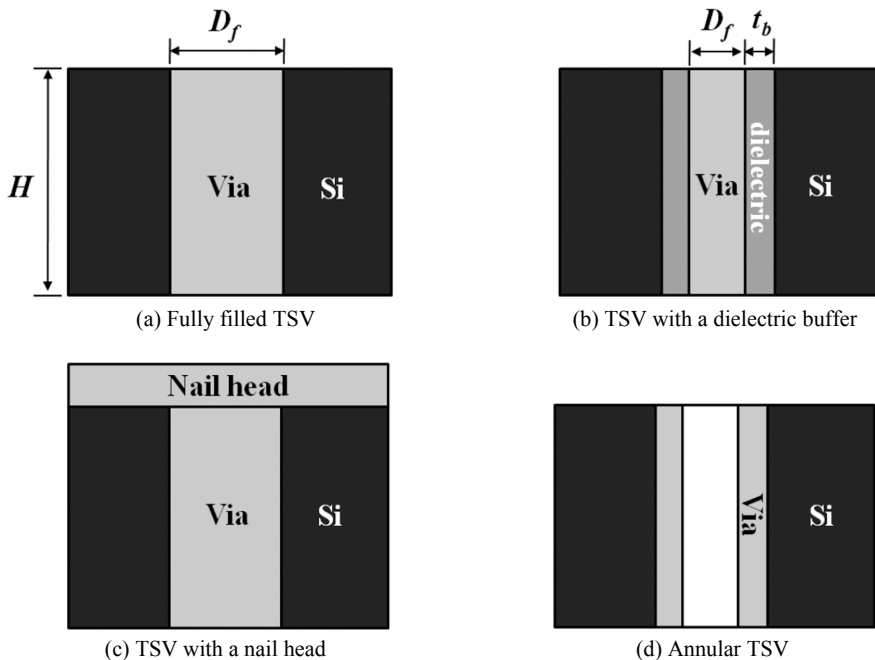 D_f
H
Via
Si
(a) Fully filled TSV
D_f t_b
Via
dielectric
Si
(b) TSV with a dielectric buffer
Nail head
Via
Si
(c) TSV with a nail head
Via
Si
(d) Annular TSV